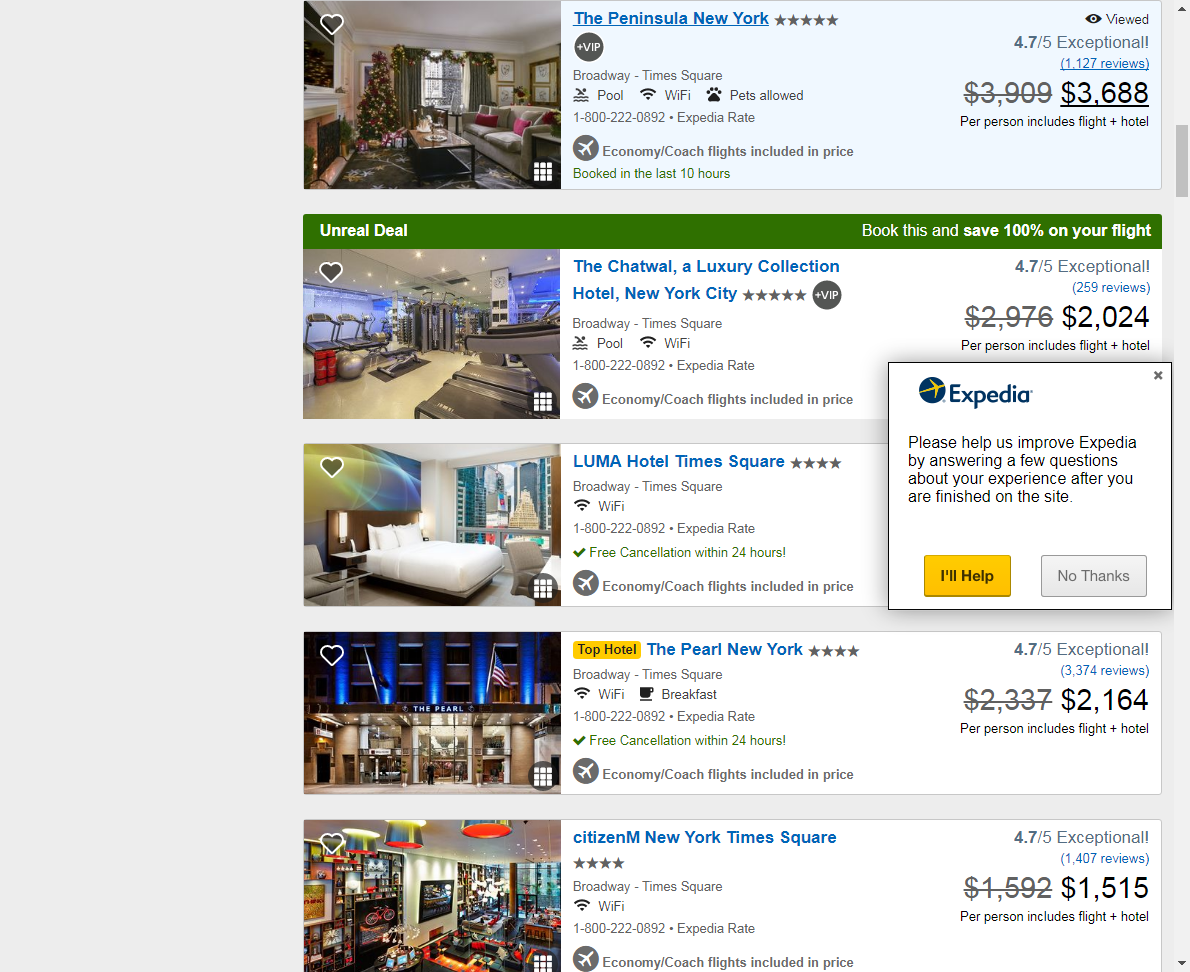 The Peninsula New York
Viewed
+VIP
4.7/5 Exceptional!
(1,127 reviews)
Broadway - Times Square
Pool WiFi Pets allowed
$3,909 $3,688
1-800-222-0892 • Expedia Rate
Per person includes flight + hotel
Economy/Coach flights included in price
Booked in the last 10 hours
Unreal Deal
Book this and save 100% on your flight
The Chatwal, a Luxury Collection
Hotel, New York City +VIP
4.7/5 Exceptional!
(259 reviews)
Broadway - Times Square
$2,976 $2,024
Pool WiFi
Per person includes flight + hotel
1-800-222-0892 • Expedia Rate
Economy/Coach flights included in price
Expedia
Please help us improve Expedia
by answering a few questions
about your experience after you
are finished on the site.
I'll Help
No Thanks
LUMA Hotel Times Square
Broadway - Times Square
WiFi
1-800-222-0892 • Expedia Rate
Free Cancellation within 24 hours!
Economy/Coach flights included in price
THE PEARL
Top Hotel The Pearl New York
4.7/5 Exceptional!
(3,374 reviews)
Broadway - Times Square
WiFi Breakfast
$2,337 $2,164
1-800-222-0892 • Expedia Rate
Per person includes flight + hotel
Free Cancellation within 24 hours!
Economy/Coach flights included in price
citizenM New York Times Square
4.7/5 Exceptional!
(1,407 reviews)
Broadway - Times Square
$1,592 $1,515
WiFi
Per person includes flight + hotel
1-800-222-0892 • Expedia Rate
Economy/Coach flights included in price